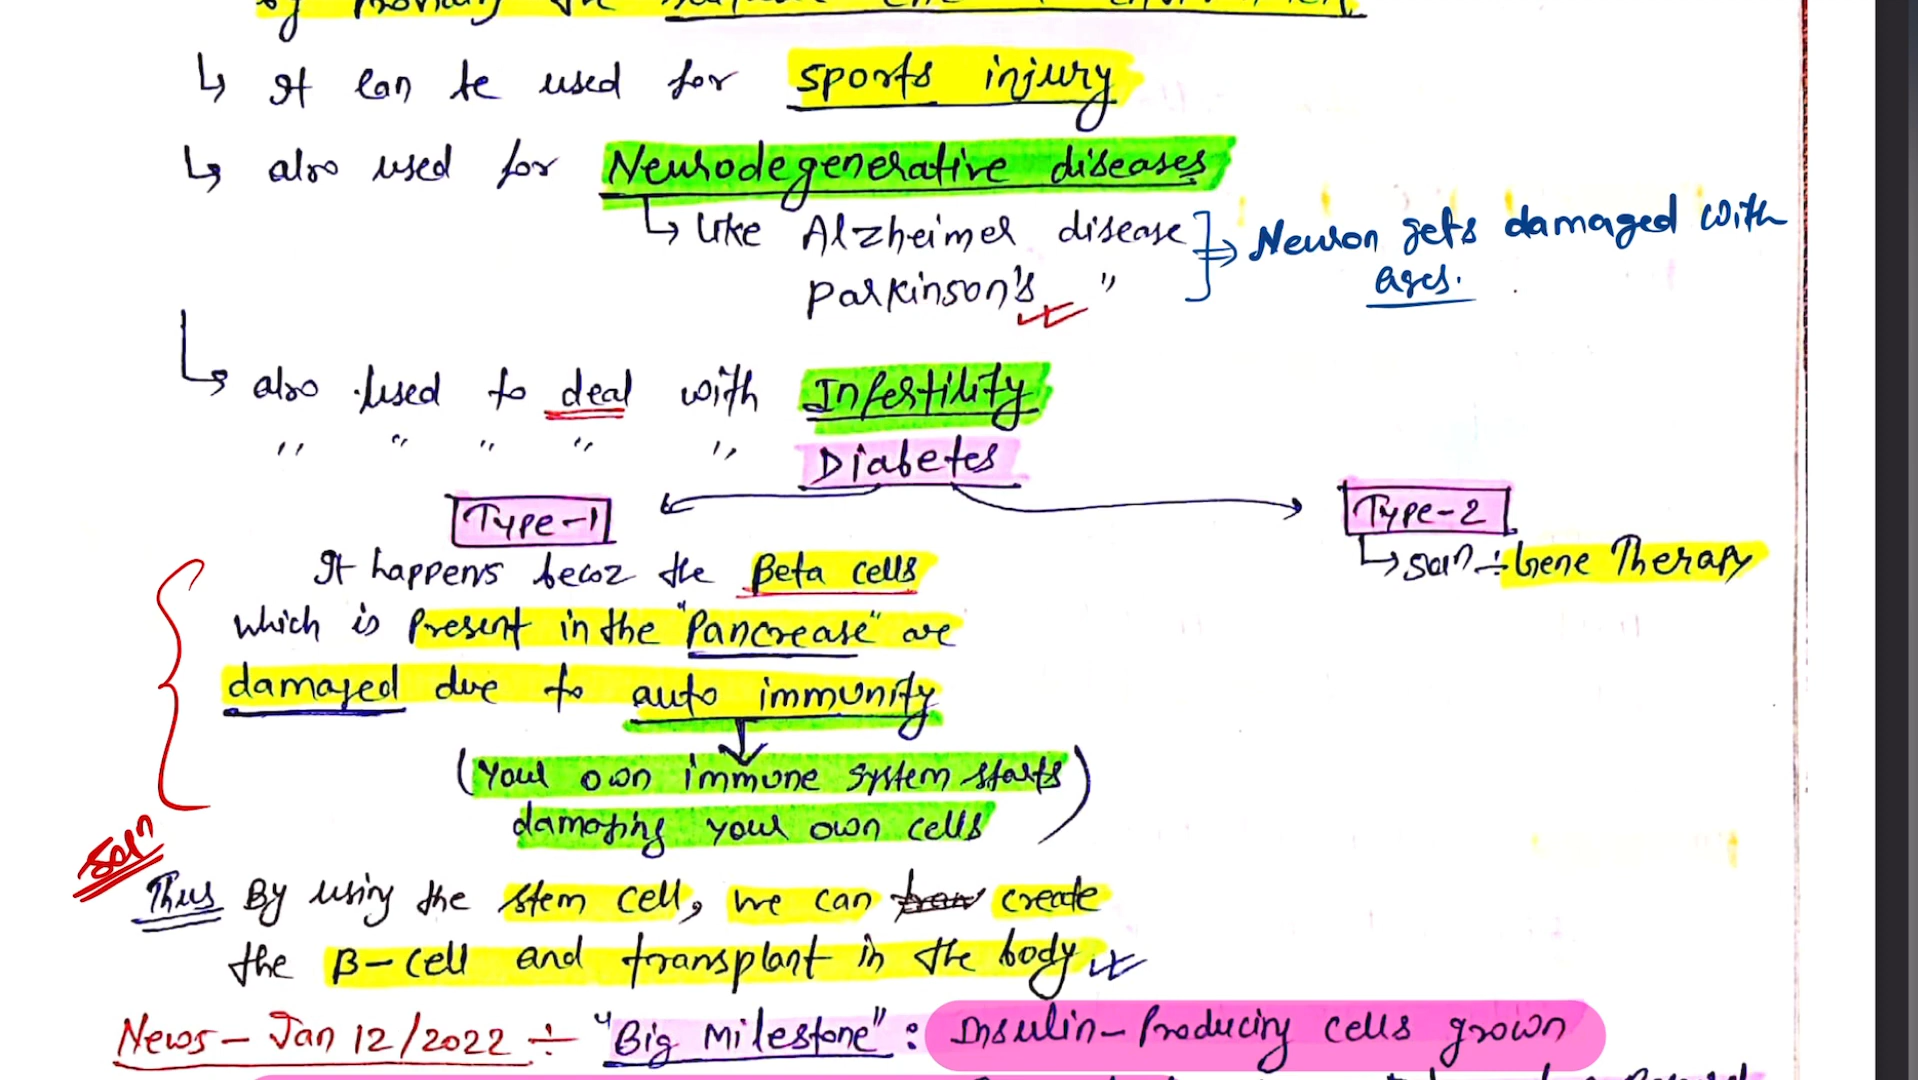 ↳ It can be used for sports injury
↳ also used for Neurodegenerative diseases
↳ like Alzheimer disease
Parkinson's "
⇒ Neuron gets damaged with
ages.
↳ also used to deal with Infertility
" " " " " Diabetes
Type-1
Type-2
It happens becoz the Beta cells
↳ Solⁿ ÷ Gene Therapy
which is present in the "Pancrease" are
damaged due to auto immunity
(Your own immune system starts
damaging your own cells)
Solⁿ
Thus By using the stem cell, we can create
the B-cell and transplant in the body
News - Jan 12/2022 ÷ "Big Milestone" : Insulin-Producing cells grown